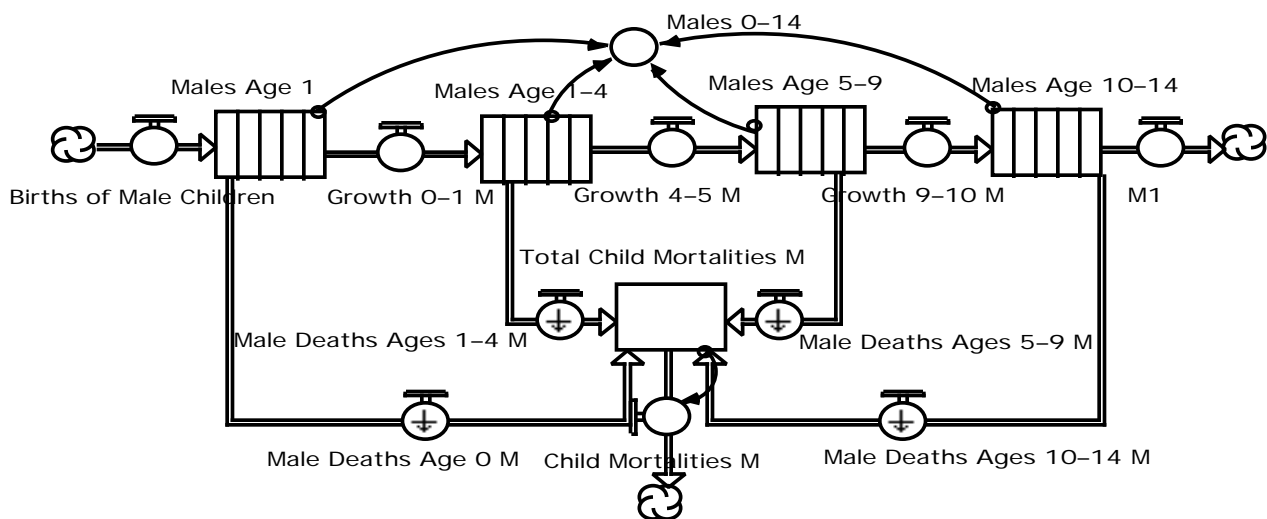 Males 0–14
Males Age 1
Males Age 1–4
Males Age 5–9
Males Age 10–14
Births of Male Children
Growth 0–1 M
Growth 4–5 M
Growth 9–10 M
M1
Total Child Mortalities M
Male Deaths Ages 1–4 M
Male Deaths Ages 5–9 M
Male Deaths Age 0 M
Child Mortalities M
Male Deaths Ages 10–14 M